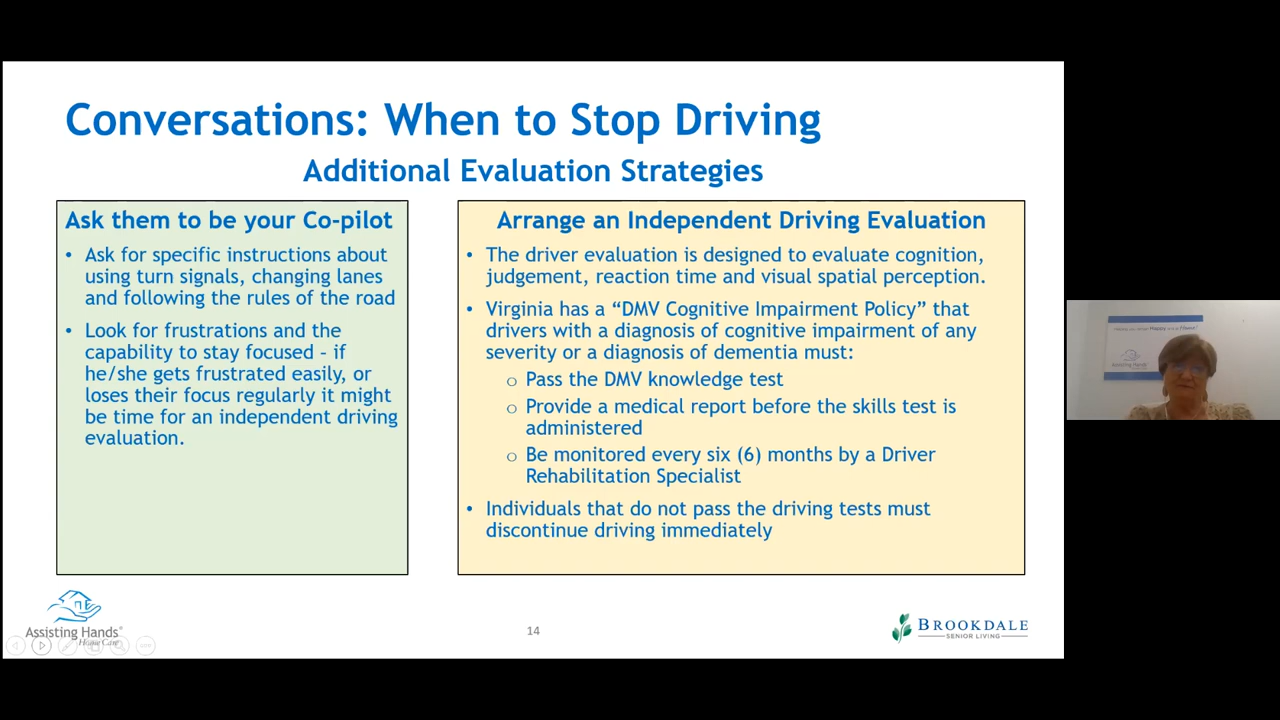 Conversations: When to Stop Driving
Additional Evaluation Strategies
Ask them to be your Co-pilot
• Ask for specific instructions about
using turn signals, changing lanes
and following the rules of the road
• Look for frustrations and the
capability to stay focused – if
he/she gets frustrated easily, or
loses their focus regularly it might
be time for an independent driving
evaluation.
Arrange an Independent Driving Evaluation
• The driver evaluation is designed to evaluate cognition,
judgement, reaction time and visual spatial perception.
• Virginia has a “DMV Cognitive Impairment Policy” that
drivers with a diagnosis of cognitive impairment of any
severity or a diagnosis of dementia must:
o Pass the DMV knowledge test
o Provide a medical report before the skills test is
administered
o Be monitored every six (6) months by a Driver
Rehabilitation Specialist
• Individuals that do not pass the driving tests must
discontinue driving immediately
Assisting Hands®
Home Care
14
BROOKDALE
SENIOR LIVING
Assisting Hands